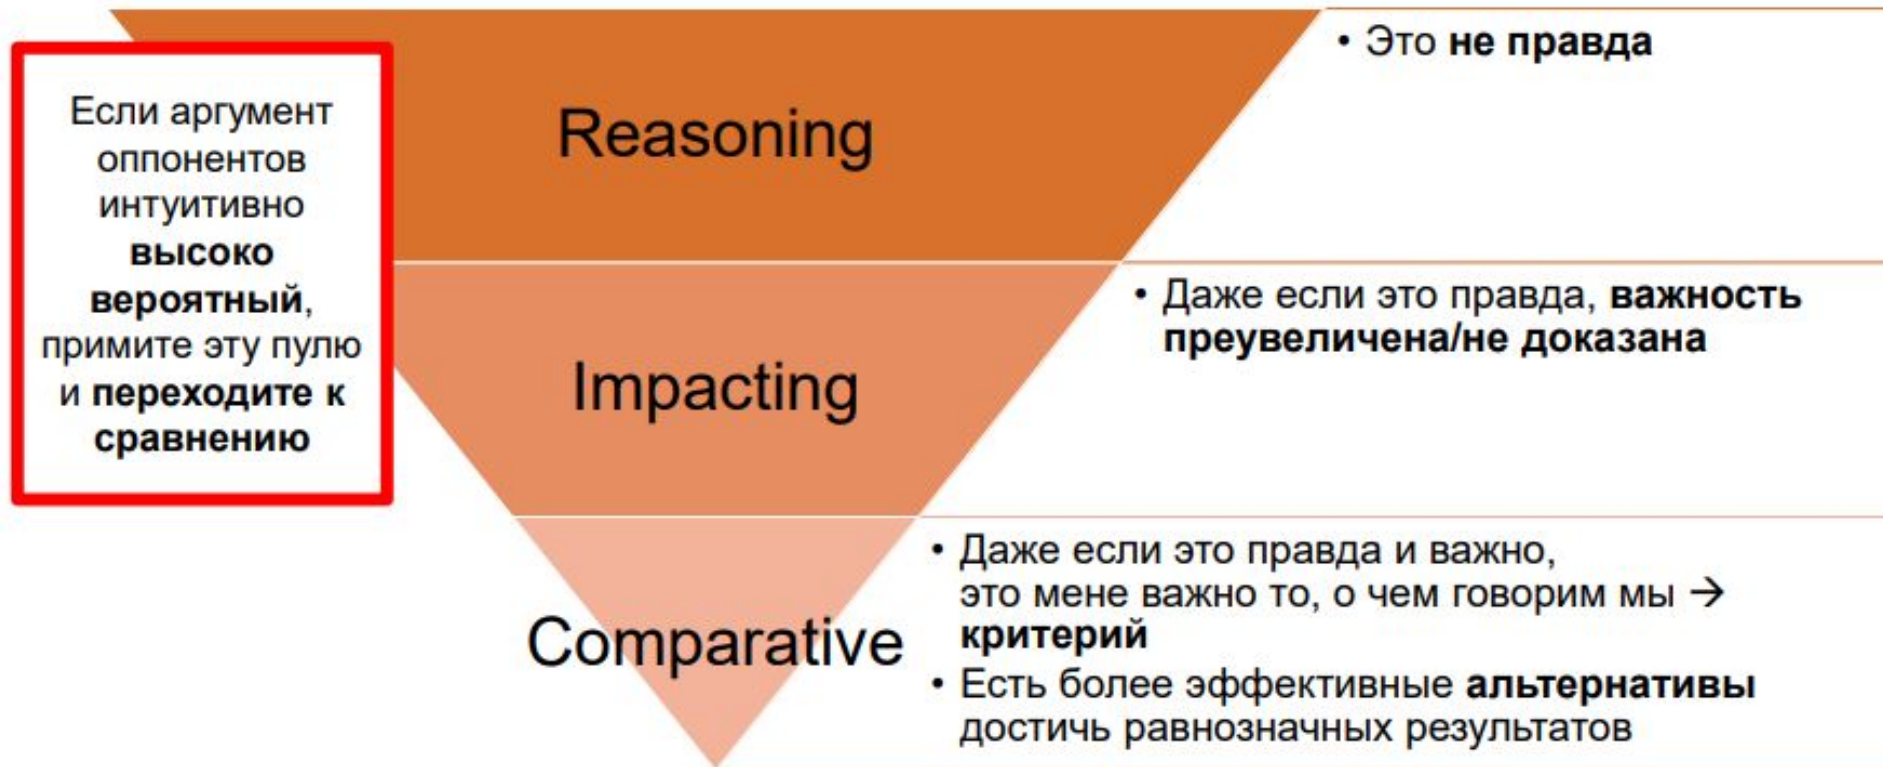 Если аргумент
оппонентов
интуитивно
высоко
вероятный,
примите эту пулю
и переходите к
сравнению
Reasoning
• Это не правда
Impacting
• Даже если это правда, важность
преувеличена/не доказана
Comparative
• Даже если это правда и важно,
это мене важно то, о чем говорим мы →
критерий
• Есть более эффективные альтернативы
достичь равнозначных результатов